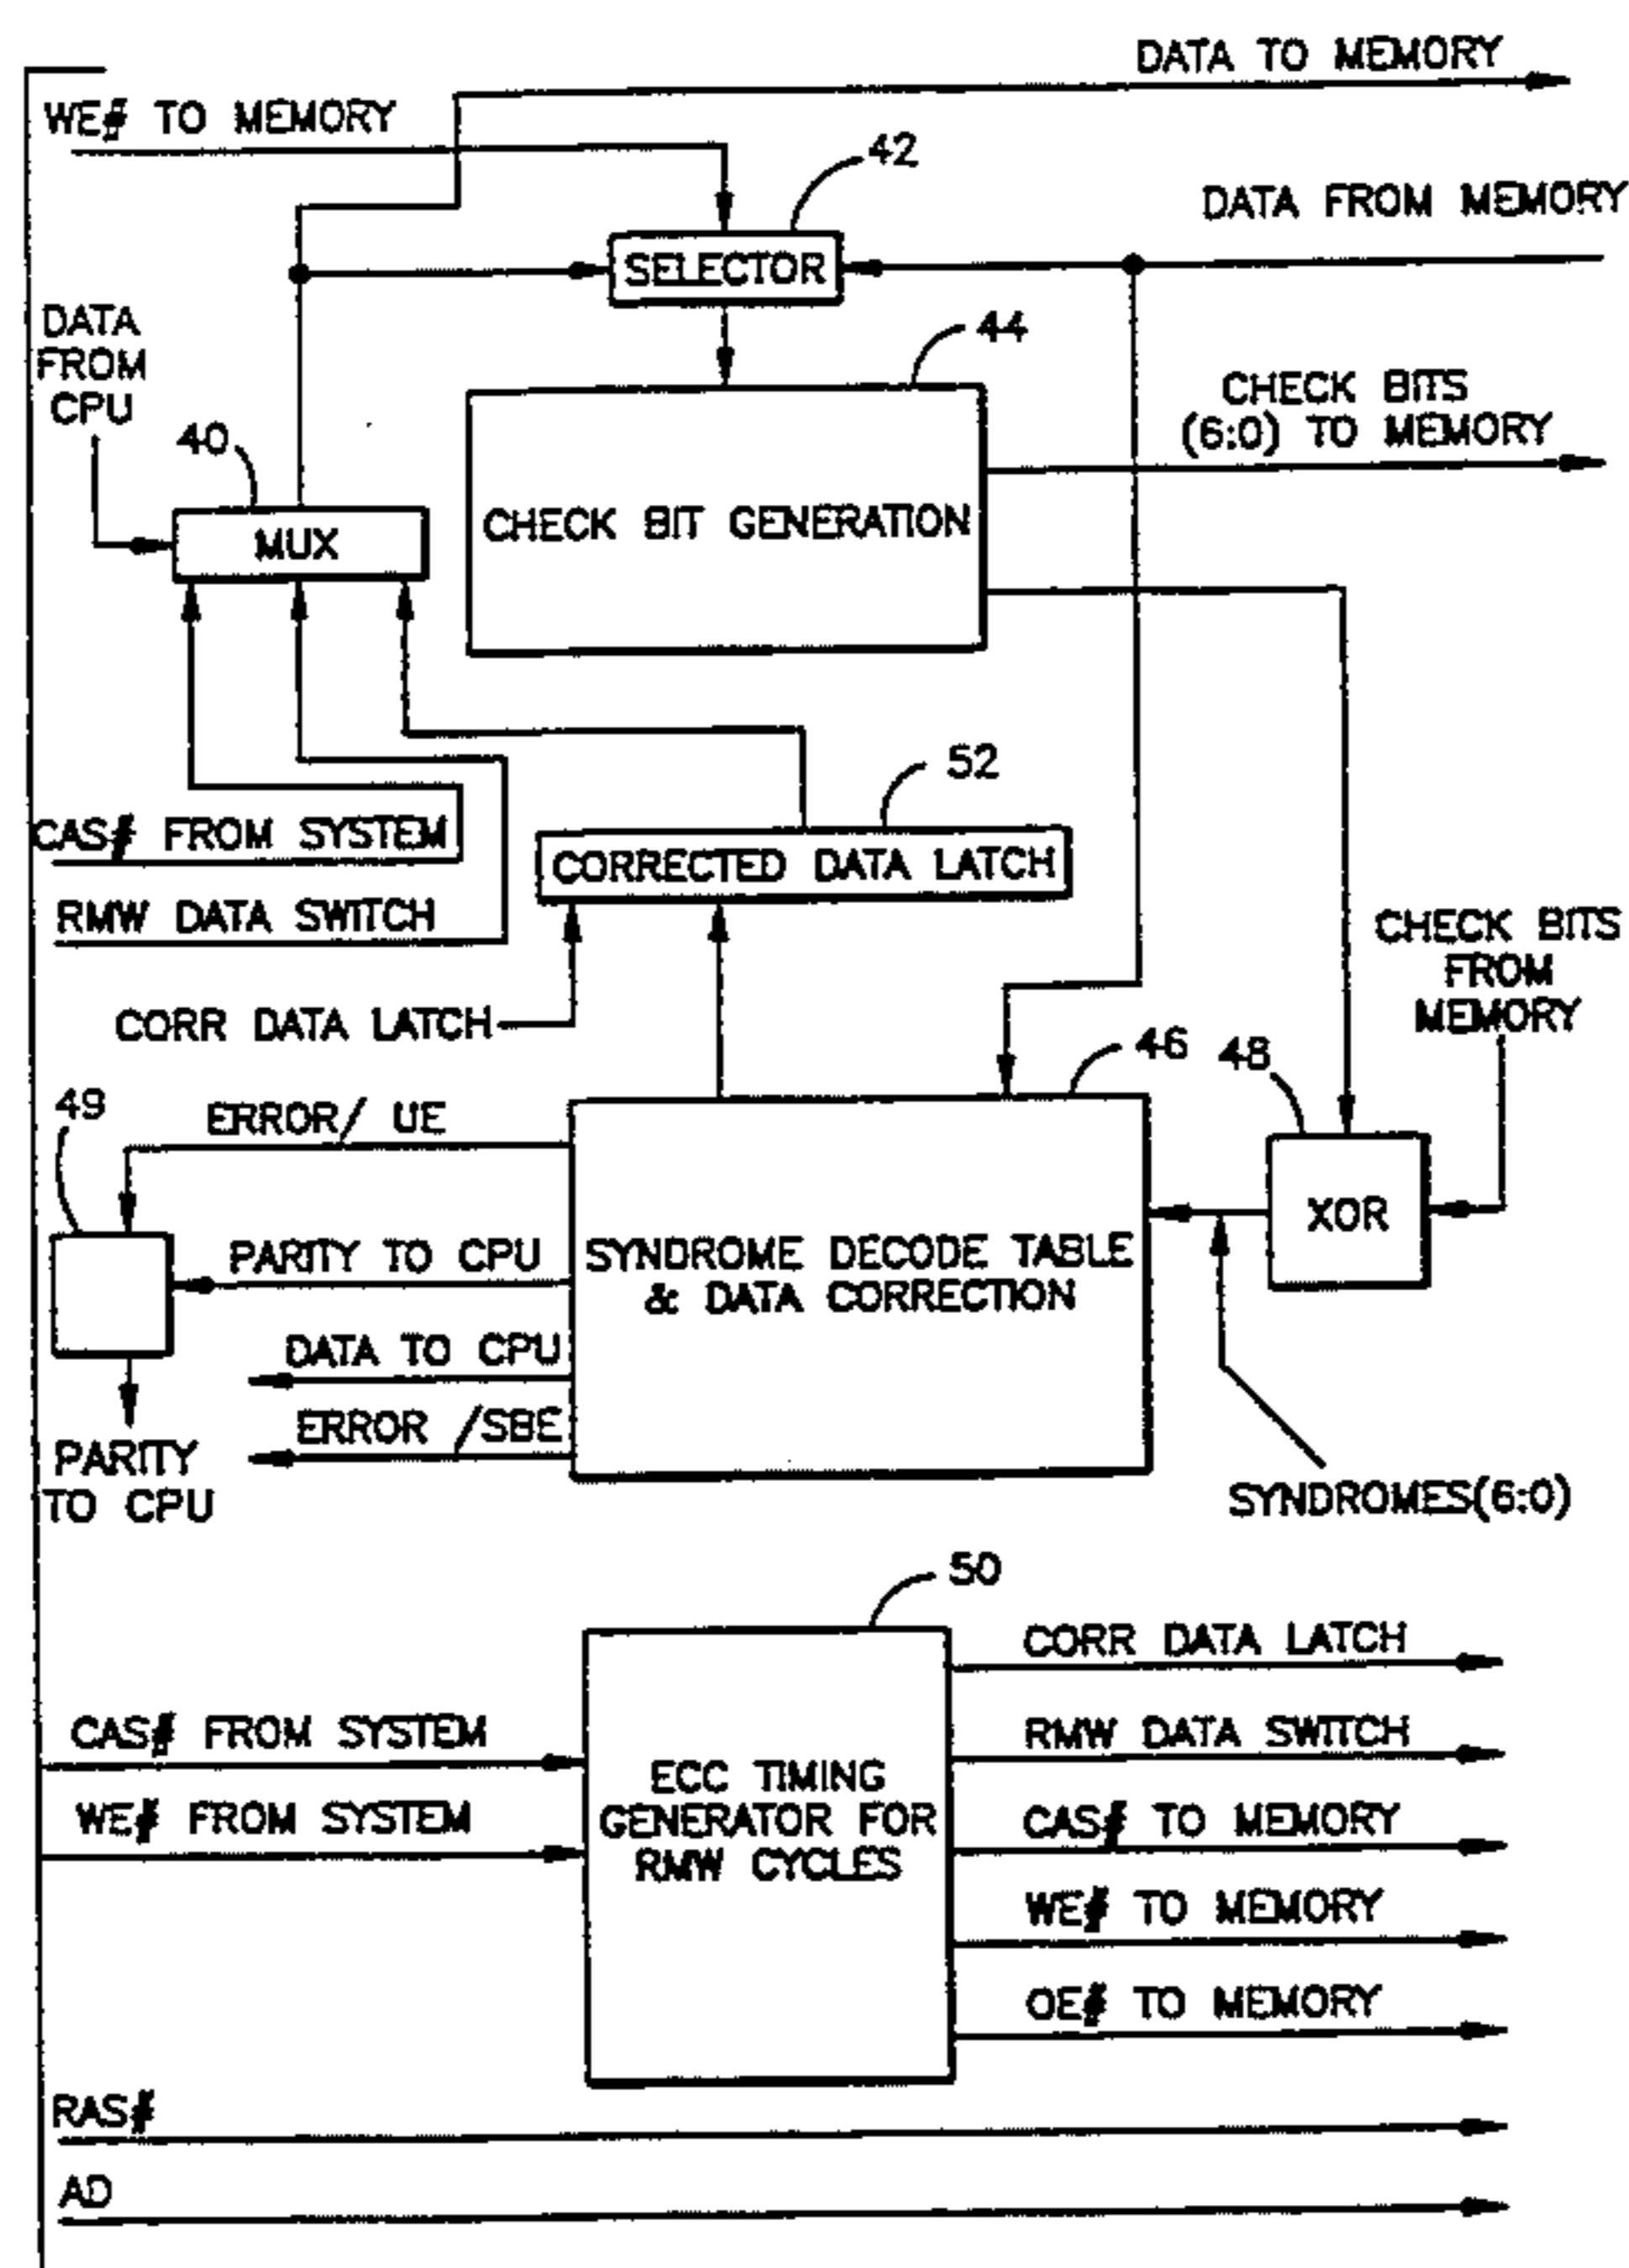 DATA TO MEMORY
WE# TO MEMORY
42
DATA FROM MEMORY
SELECTOR
DATA
FROM
CPU
44
CHECK BITS
(6:0) TO MEMORY
40
MUX
CHECK BIT GENERATION
52
CAS# FROM SYSTEM
CORRECTED DATA LATCH
RMW DATA SWITCH
CHECK BITS
FROM
MEMORY
CORR DATA LATCH
46
48
49
ERROR/ UE
XOR
PARITY TO CPU
SYNDROME DECODE TABLE
& DATA CORRECTION
DATA TO CPU
ERROR /SBE
PARITY
TO CPU
SYNDROMES(6:0)
50
CORR DATA LATCH
CAS# FROM SYSTEM
RMW DATA SWITCH
ECC TIMING
GENERATOR FOR
RMW CYCLES
WE# FROM SYSTEM
CAS# TO MEMORY
WE# TO MEMORY
OE# TO MEMORY
RAS#
AD